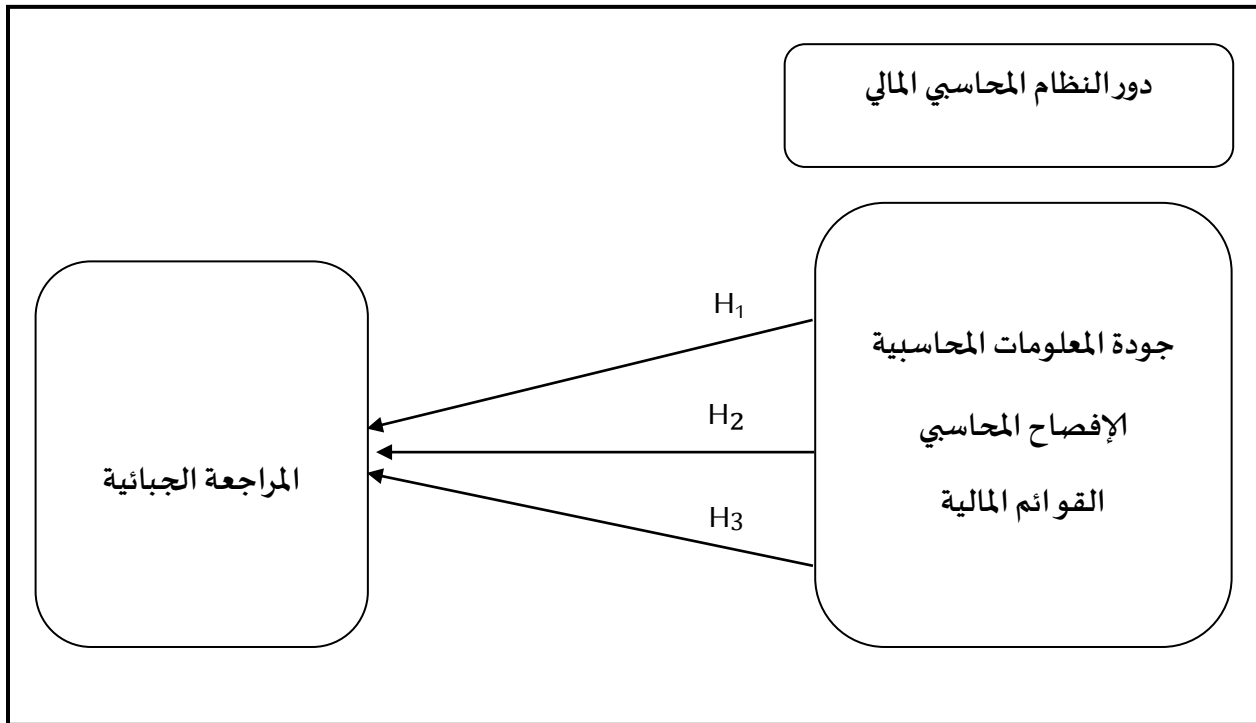 دور النظام المحاسبي المالي
جودة المعلومات المحاسبية
الإفصاح المحاسبي
القوائم المالية
H₁
H2
H3
المراجعة الجبائية